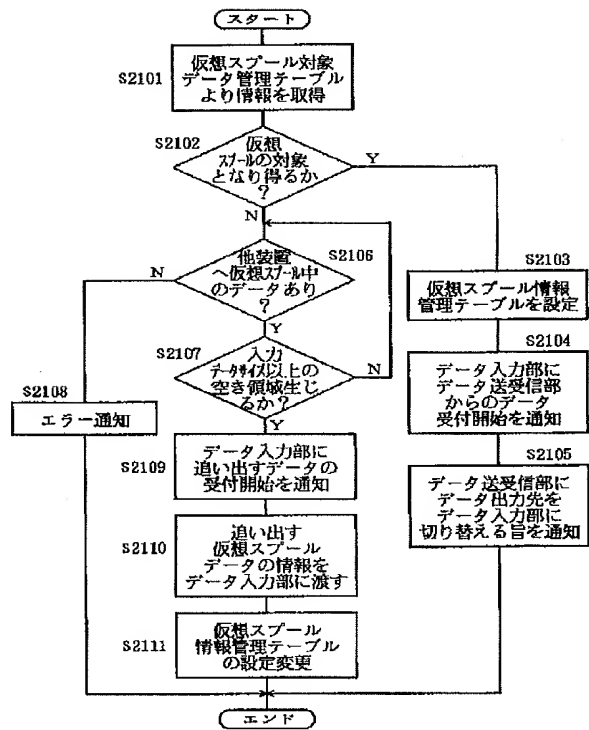 スタート
S2101
仮想スプール対象
データ管理テーブル
より情報を取得
S2102
仮想
スプールの対象
となり得るか
?
Y
N
S2106
他装置
へ仮想スプール中
のデータあり
?
N
Y
S2107
入力
データサイズ以上の
空き領域生じ
るか?
N
Y
S2108
エラー通知
S2109
データ入力部に
追い出すデータの
受付開始を通知
S2110
追い出す
仮想スプール
データの情報を
データ入力部に渡す
S2111
仮想スプール
情報管理テーブル
の設定変更
S2103
仮想スプール情報
管理テーブルを設定
S2104
データ入力部に
データ送受信部
からのデータ
受付開始を通知
S2105
データ送受信部に
データ出力先を
データ入力部に
切り替える旨を通知
エンド